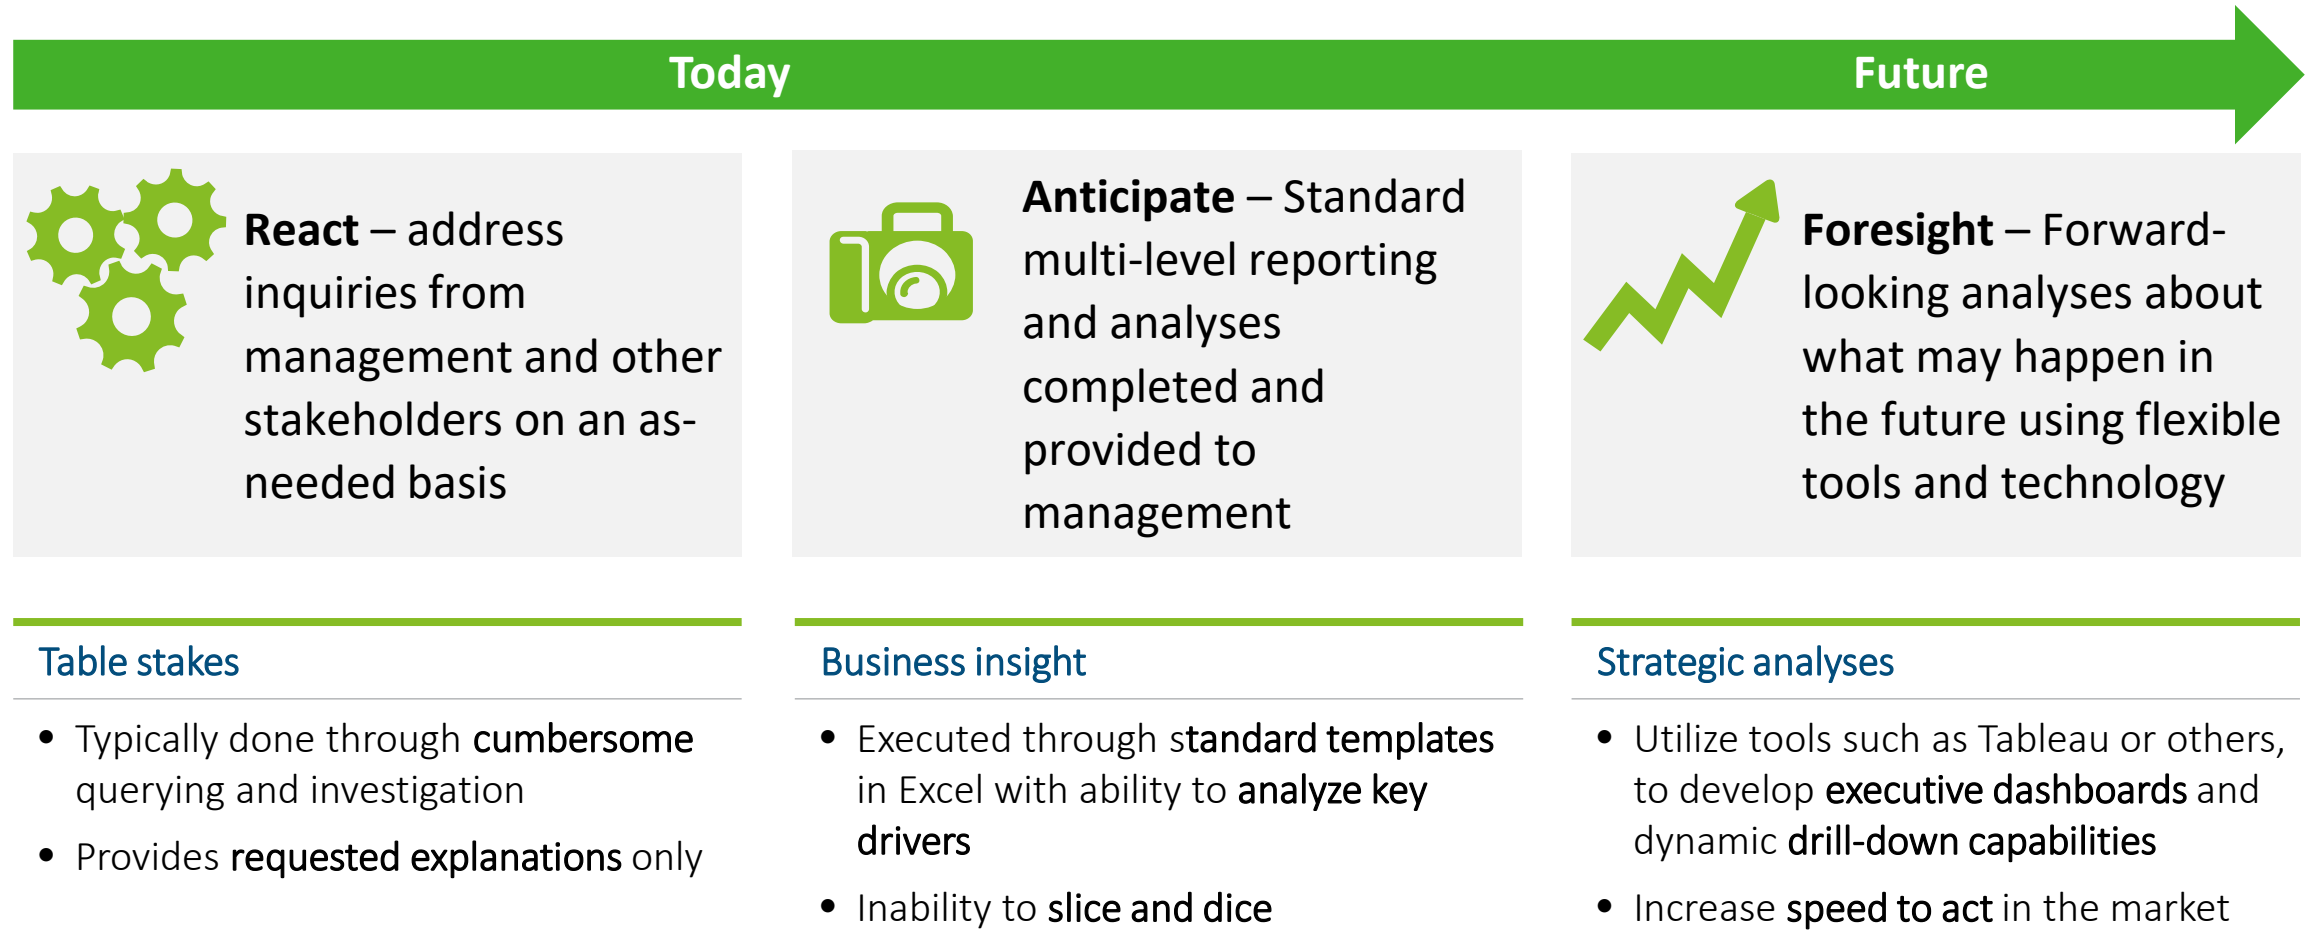 Today
Future
React – address
inquiries from
management and other
stakeholders on an as-
needed basis
Anticipate – Standard
multi-level reporting
and analyses
completed and
provided to
management
Foresight – Forward-
looking analyses about
what may happen in
the future using flexible
tools and technology
Table stakes
• Typically done through cumbersome
querying and investigation
• Provides requested explanations only
Business insight
• Executed through standard templates
in Excel with ability to analyze key
drivers
• Inability to slice and dice
Strategic analyses
• Utilize tools such as Tableau or others,
to develop executive dashboards and
dynamic drill-down capabilities
• Increase speed to act in the market